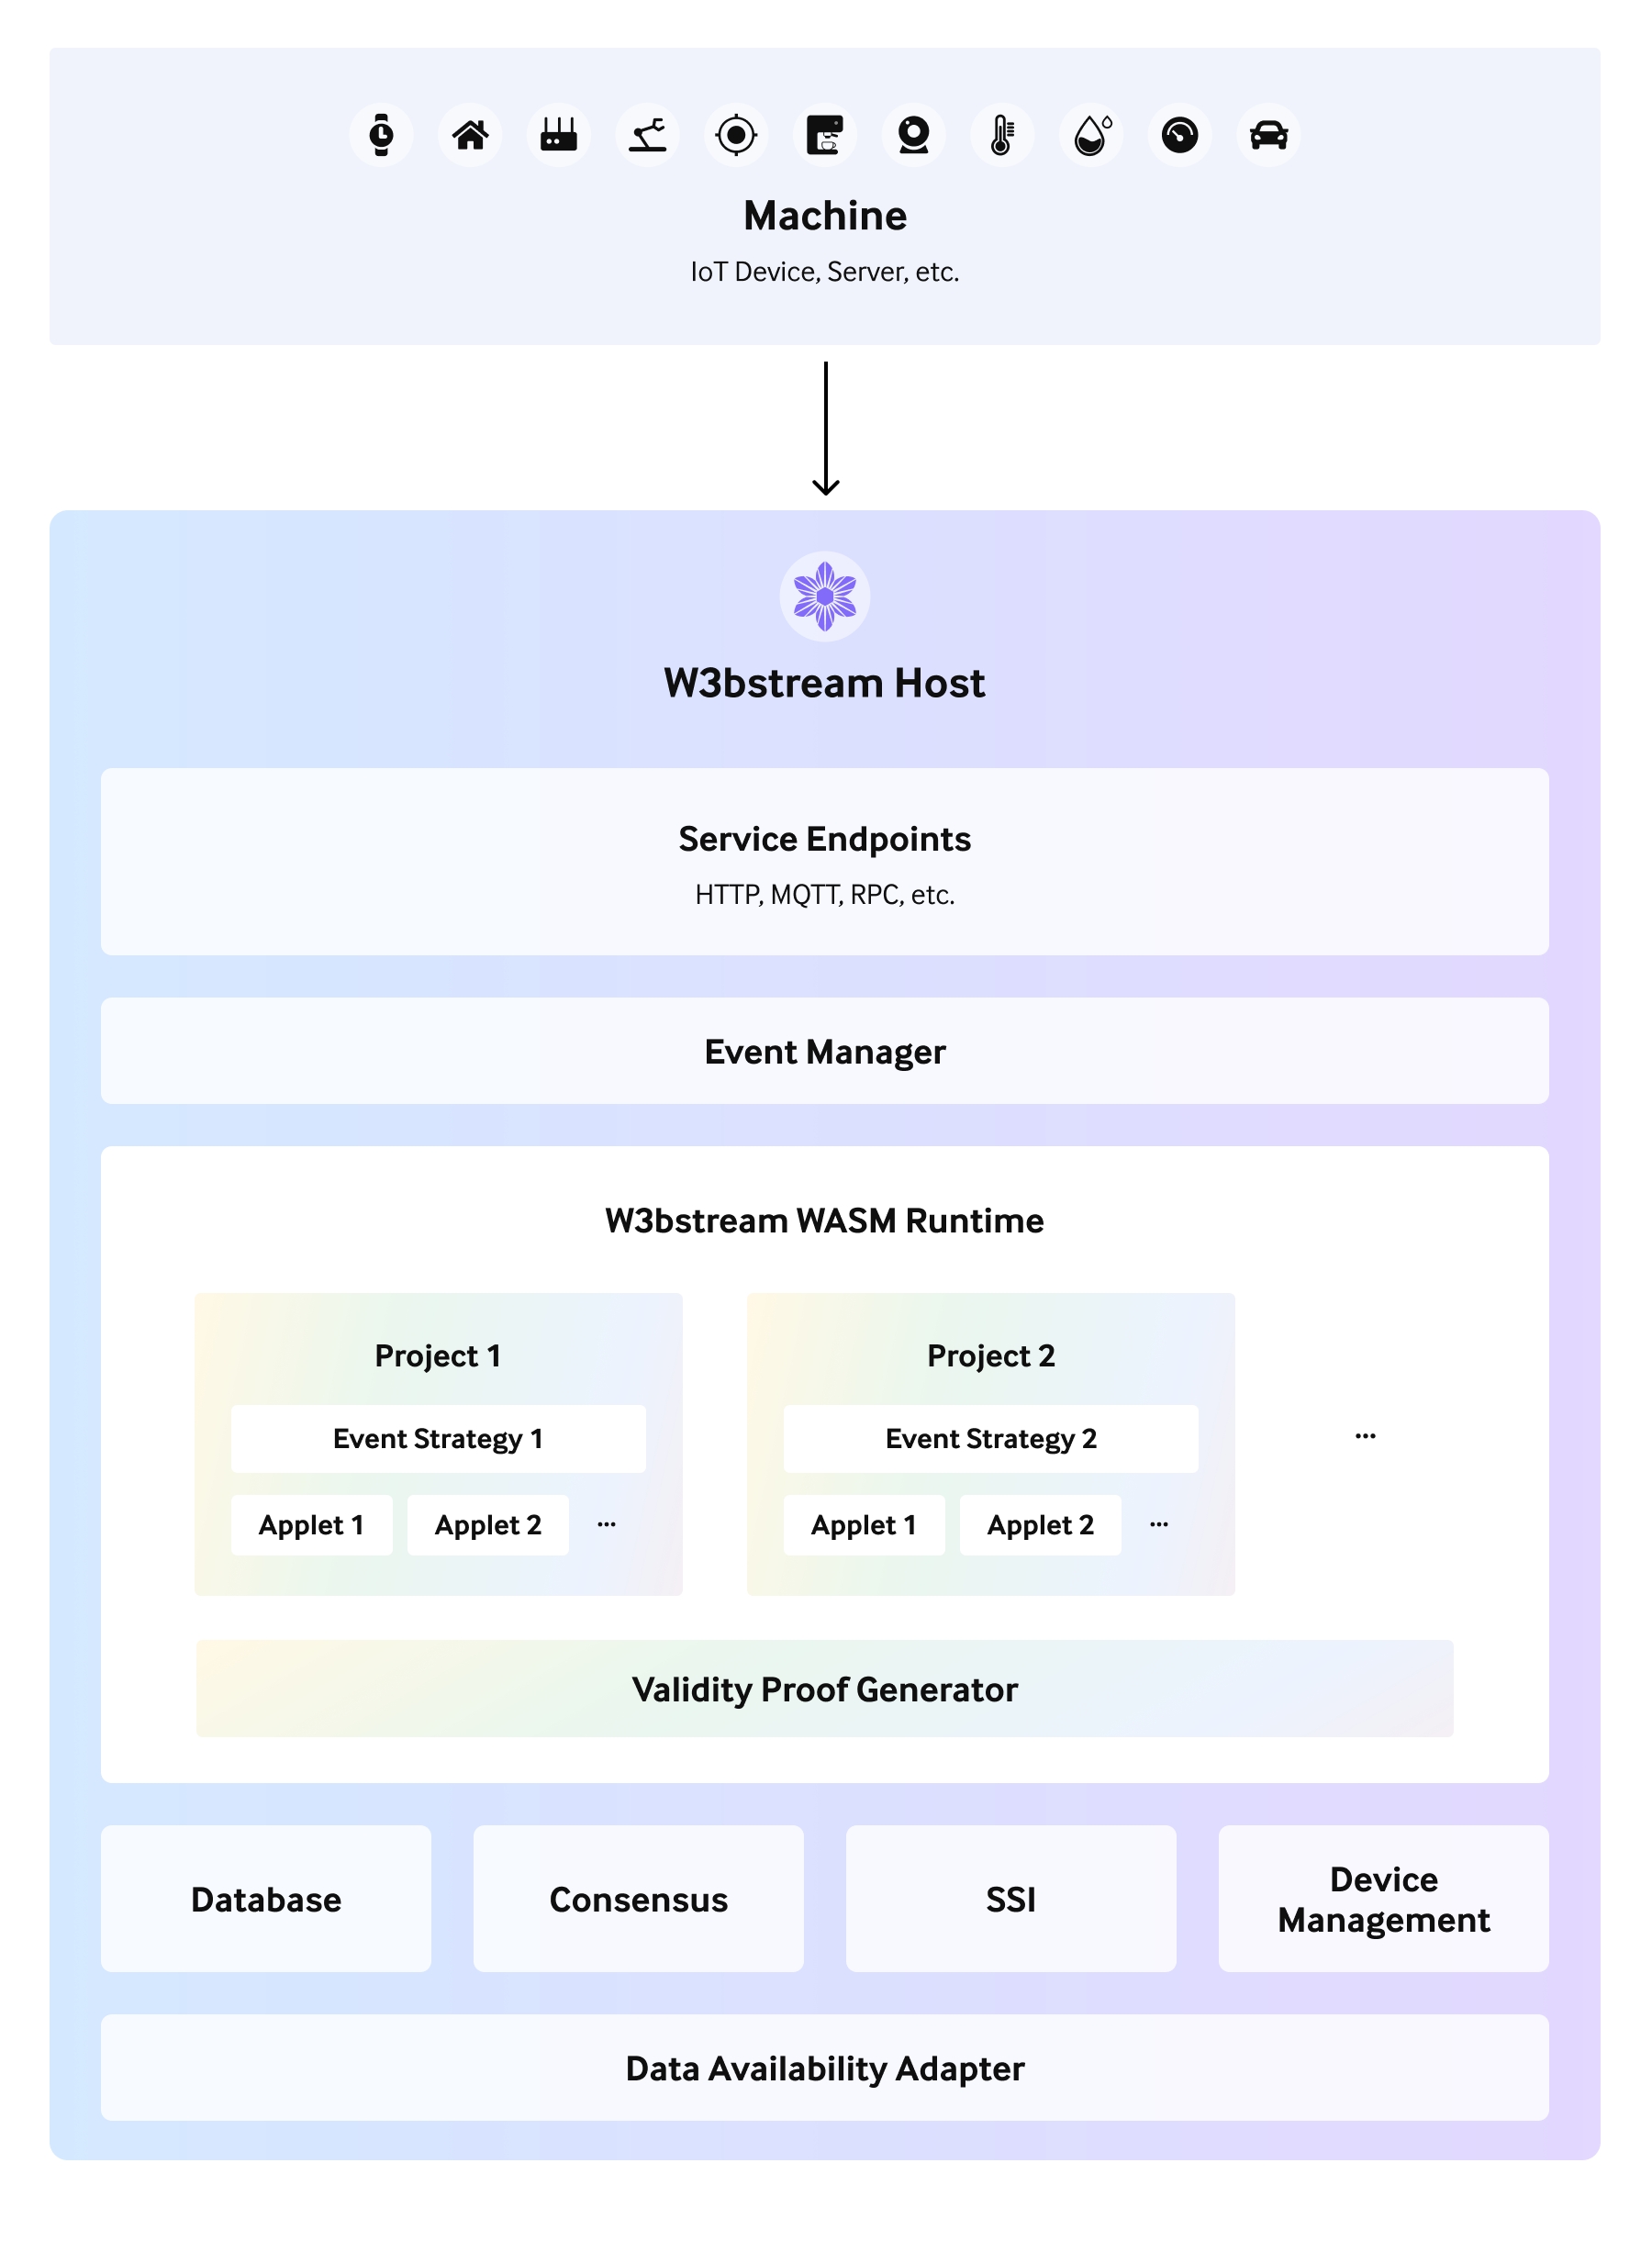 Machine
IoT Device, Server, etc.
W3bstream Host
Service Endpoints
HTTP, MQTT, RPC, etc.
Event Manager
W3bstream WASM Runtime
Project 1
Event Strategy 1
Applet 1 Applet 2 ...
Project 2
Event Strategy 2
Applet 1 Applet 2 ...
...
Validity Proof Generator
Database
Consensus
SSI
Device
Management
Data Availability Adapter